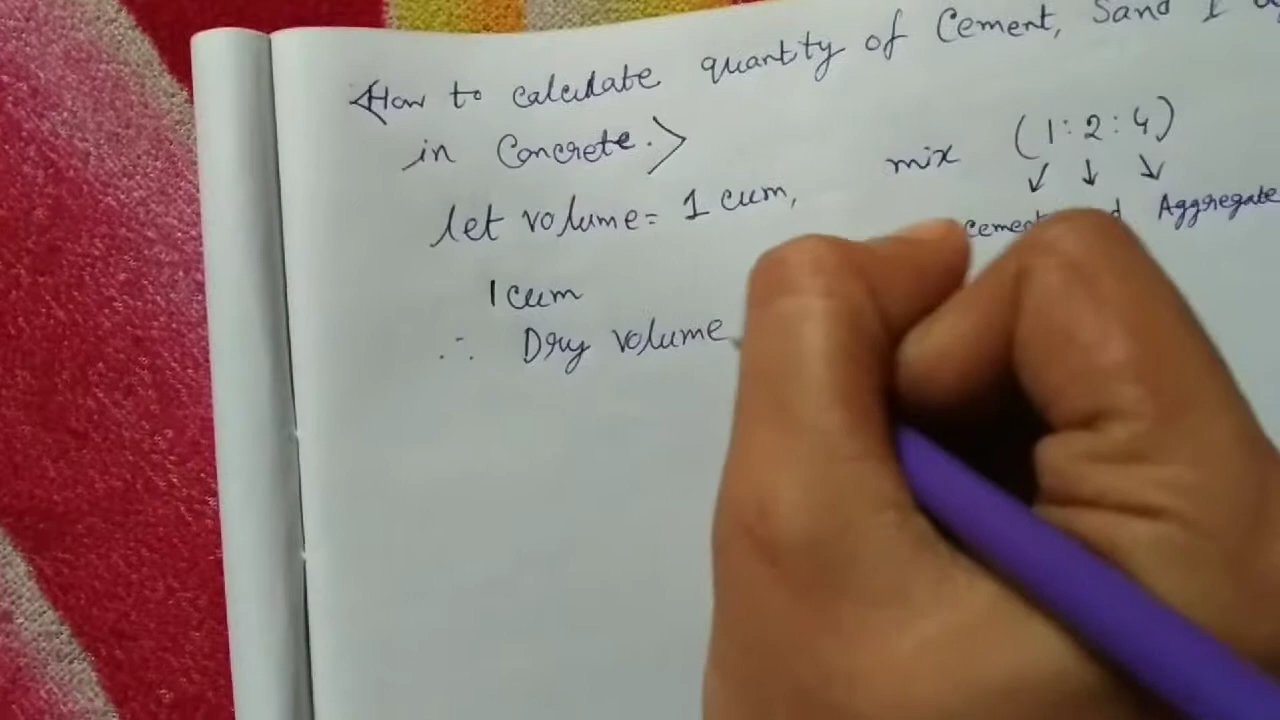 How to calculate quantity of Cement, Sand
in Concrete.
mix (1:2:4)
let volume = 1 cum,
Aggregate
1 cum
∴ Dry volume